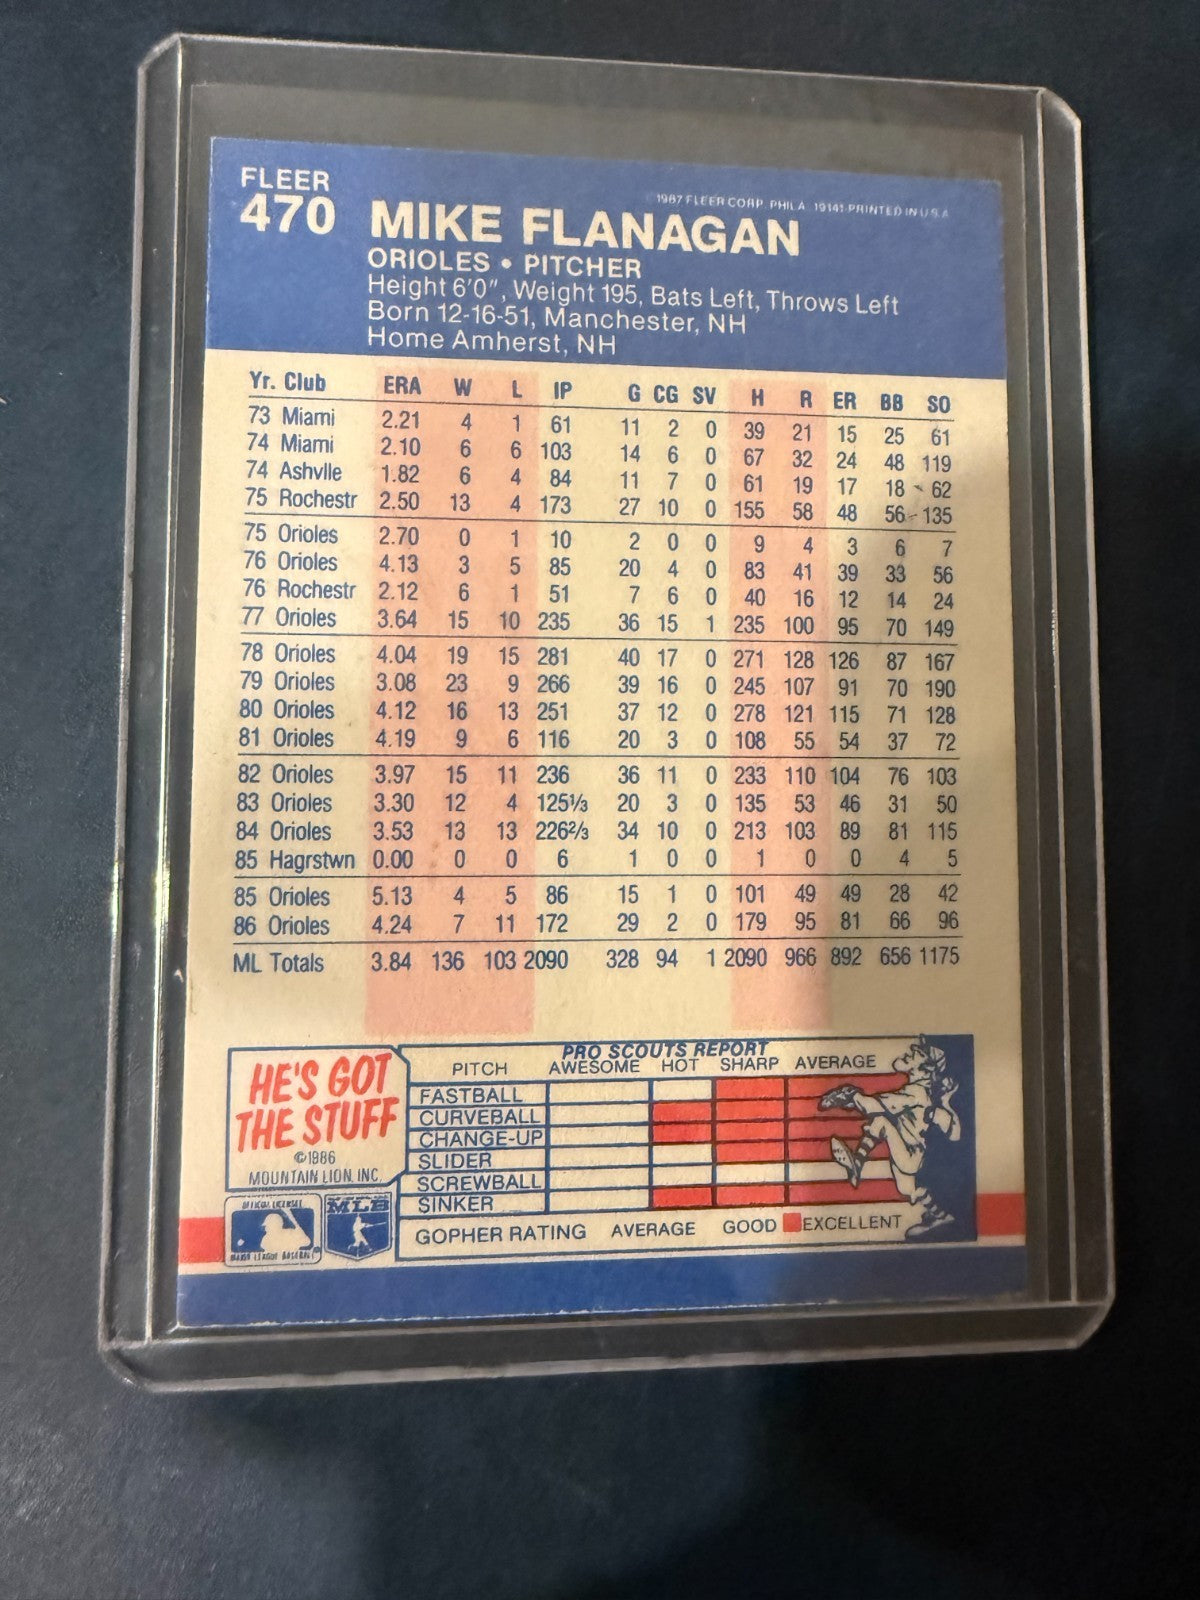 FLEER
470
1987 FLEER CORP. PHILA. 19141-PRINTED IN U.S.A.
MIKE FLANAGAN
ORIOLES • PITCHER
Height 6'0", Weight 195, Bats Left, Throws Left
Born 12-16-51, Manchester, NH
Home Amherst, NH
Yr. Club ERA W L IP G CG SV H R ER BB SO
73 Miami 2.21 4 1 61 11 2 0 39 21 15 25 61
74 Miami 2.10 6 6 103 14 6 0 67 32 24 48 119
74 Ashvlle 1.82 6 4 84 11 7 0 61 19 17 18 62
75 Rochestr 2.50 13 4 173 27 10 0 155 58 48 56 135
75 Orioles 2.70 0 1 10 2 0 0 9 4 3 6 7
76 Orioles 4.13 3 5 85 20 4 0 83 41 39 33 56
76 Rochestr 2.12 6 1 51 7 6 0 40 16 12 14 24
77 Orioles 3.64 15 10 235 36 15 1 235 100 95 70 149
78 Orioles 4.04 19 15 281 40 17 0 271 128 126 87 167
79 Orioles 3.08 23 9 266 39 16 0 245 107 91 70 190
80 Orioles 4.12 16 13 251 37 12 0 278 121 115 71 128
81 Orioles 4.19 9 6 116 20 3 0 108 55 54 37 72
82 Orioles 3.97 15 11 236 36 11 0 233 110 104 76 103
83 Orioles 3.30 12 4 125⅓ 20 3 0 135 53 46 31 50
84 Orioles 3.53 13 13 226⅔ 34 10 0 213 103 89 81 115
85 Hagrstwn 0.00 0 0 6 1 0 0 1 0 0 4 5
85 Orioles 5.13 4 5 86 15 1 0 101 49 49 28 42
86 Orioles 4.24 7 11 172 29 2 0 179 95 81 66 96
ML Totals 3.84 136 103 2090 328 94 1 2090 966 892 656 1175
HE'S GOT
THE STUFF
©1986
MOUNTAIN LION, INC.
OFFICIAL LICENSEE
MAJOR LEAGUE BASEBALL
MLB
PRO SCOUTS REPORT
PITCH AWESOME HOT SHARP AVERAGE
FASTBALL
CURVEBALL
CHANGE-UP
SLIDER
SCREWBALL
SINKER
GOPHER RATING AVERAGE GOOD EXCELLENT